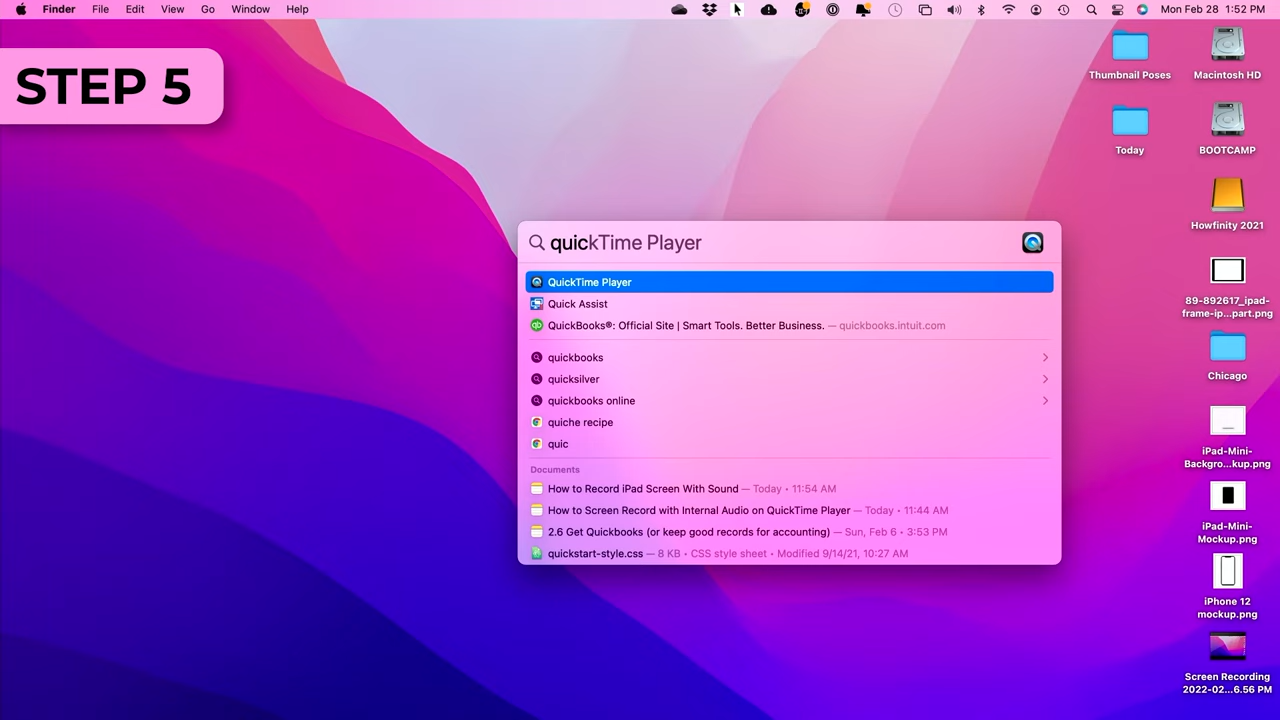 Finder File Edit View Go Window Help Mon Feb 28 1:52 PM
STEP 5
quickTime Player
QuickTime Player
Quick Assist
QuickBooks®: Official Site | Smart Tools. Better Business. — quickbooks.intuit.com
quickbooks
quicksilver
quickbooks online
quiche recipe
quic
Documents
How to Record iPad Screen With Sound — Today • 11:54 AM
How to Screen Record with Internal Audio on QuickTime Player — Today • 11:44 AM
2.6 Get Quickbooks (or keep good records for accounting) — Sun, Feb 6 • 3:53 PM
quickstart-style.css — 8 KB • CSS style sheet • Modified 9/14/21, 10:27 AM
Thumbnail Poses
Macintosh HD
Today
BOOTCAMP
Howfinity 2021
89-892617_ipad-
frame-ip...part.png
Chicago
iPad-Mini-
Backgro...kup.png
iPad-Mini-
Mockup.png
iPhone 12
mockup.png
Screen Recording
2022-02...6.56 PM